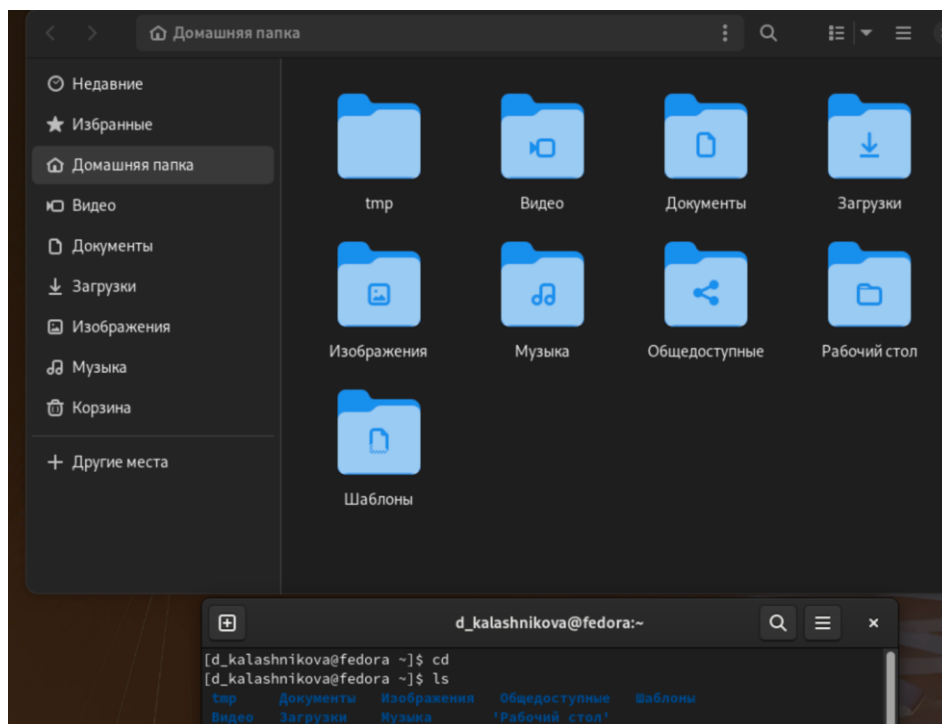 Домашняя папка
Недавние
Избранные
Домашняя папка
Видео
Документы
Загрузки
Изображения
Музыка
Корзина
Другие места
tmp Видео Документы Загрузки
Изображения Музыка Общедоступные Рабочий стол
Шаблоны
d_kalashnikova@fedora:~
[d_kalashnikova@fedora ~]$ cd
[d_kalashnikova@fedora ~]$ ls
tmp Документы Изображения Общедоступные Шаблоны
Видео Загрузки Музыка 'Рабочий стол'